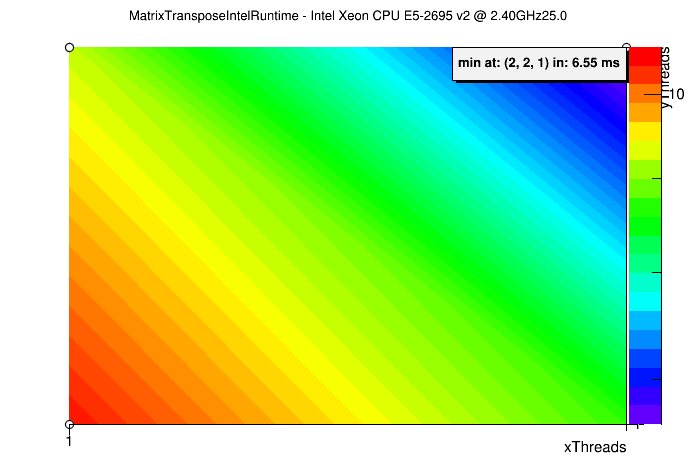 MatrixTransposeIntelRuntime - Intel Xeon CPU E5-2695 v2 @ 2.40GHz25.0
min at: (2, 2, 1) in: 6.55 ms
yThreads
10
1
xThreads